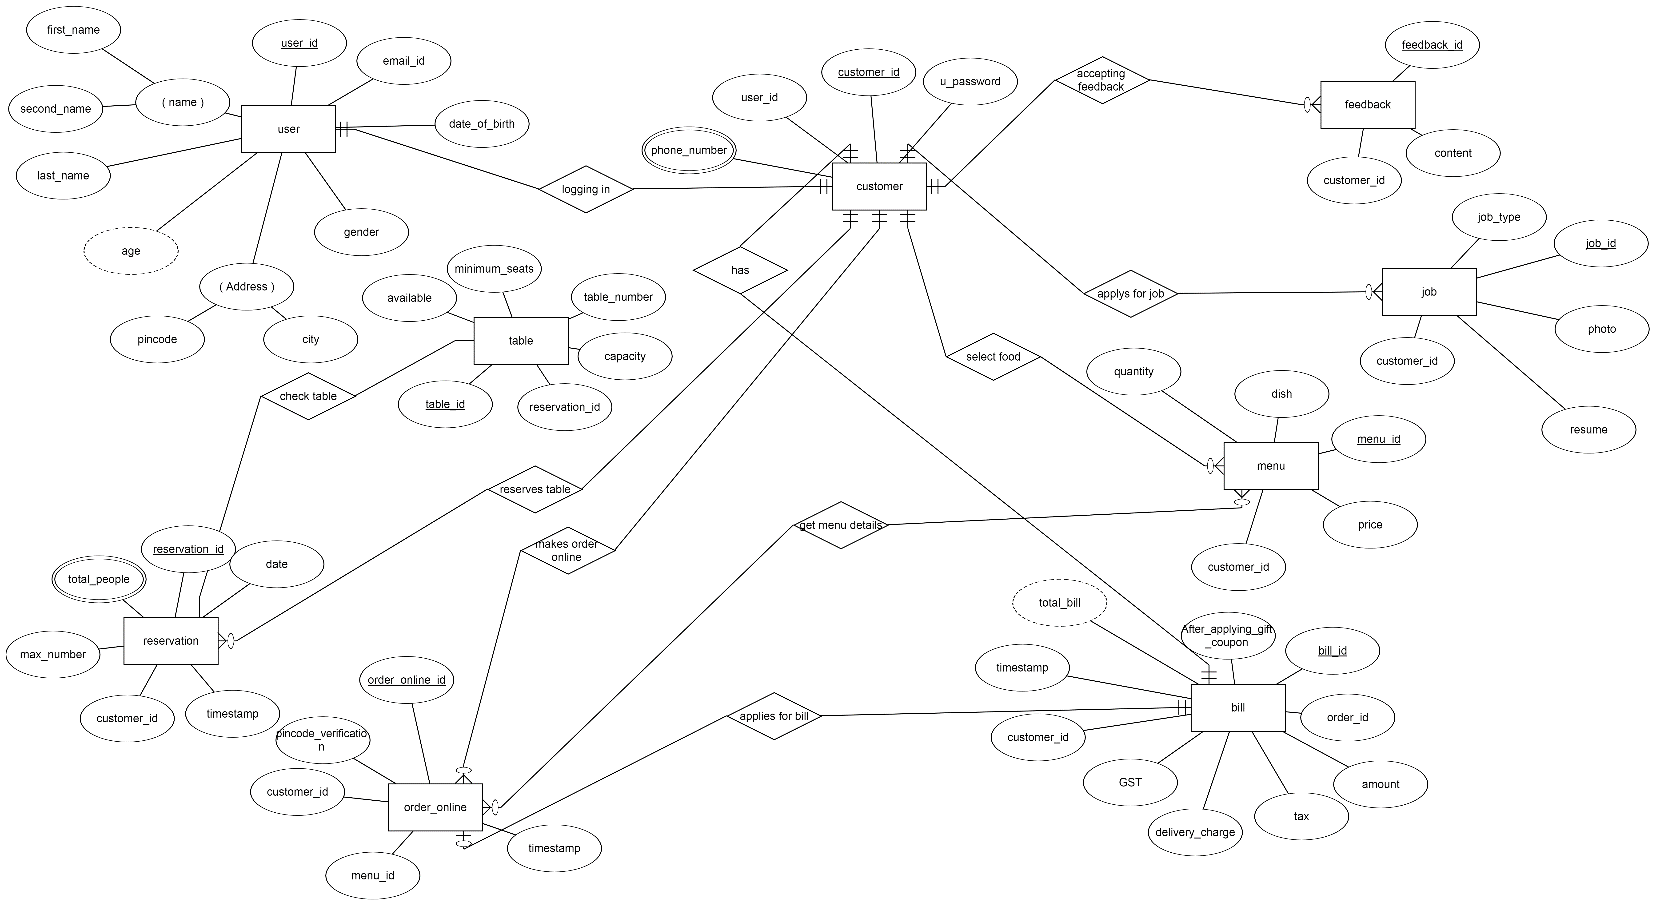 first_name
user_id
email_id
second_name
( name )
user
date_of_birth
last_name
age
gender
( Address )
pincode
city
logging in
customer_id
u_password
user_id
phone_number
customer
accepting
feedback
feedback_id
feedback
content
customer_id
job_type
job_id
job
photo
customer_id
resume
applys for job
has
minimum_seats
available
table_number
table
capacity
table_id
reservation_id
check table
select food
quantity
dish
menu_id
menu
price
customer_id
reserves table
get menu details
makes order
online
reservation_id
total_people
date
reservation
max_number
customer_id
timestamp
order_online_id
pincode_verificatio
n
customer_id
order_online
timestamp
menu_id
applies for bill
total_bill
After_applying_gift
_coupon
bill_id
timestamp
bill
order_id
customer_id
GST
amount
tax
delivery_charge